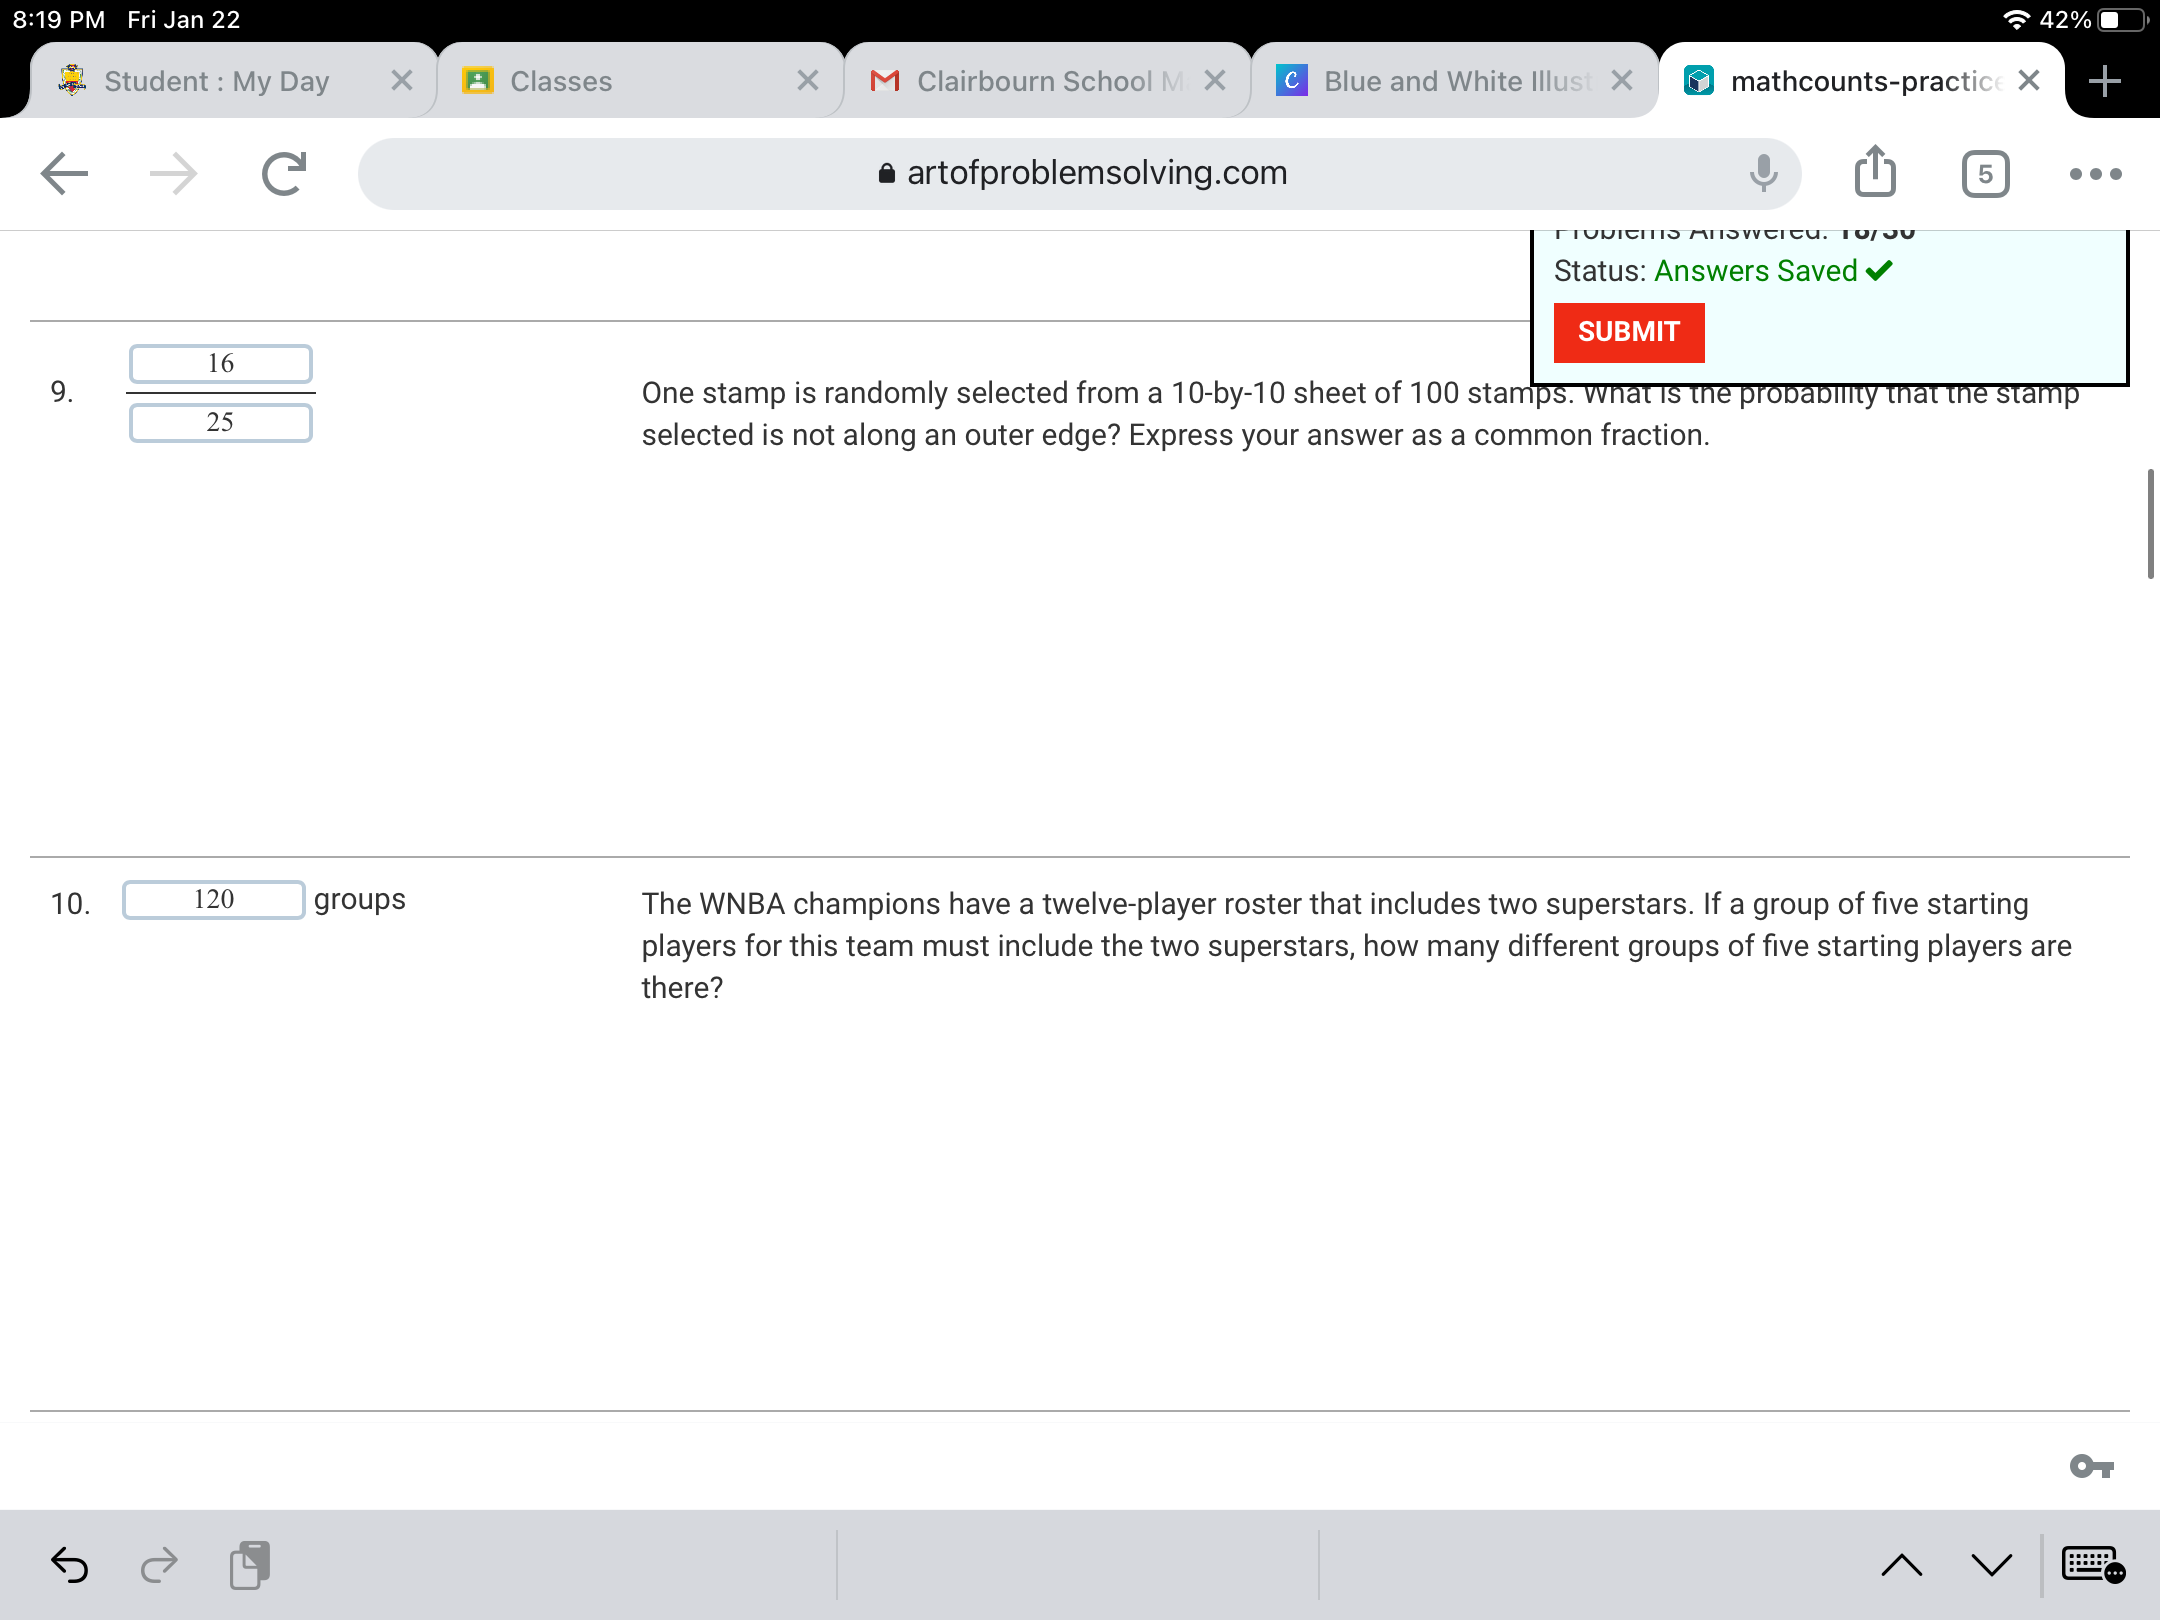 8:19 PM Fri Jan 22 42%
Student : My Day Classes Clairbourn School M Blue and White Illust mathcounts-practice
artofproblemsolving.com 5
Problems Answered: 18/30
Status: Answers Saved
SUBMIT
9. 16
25
One stamp is randomly selected from a 10-by-10 sheet of 100 stamps. What is the probability that the stamp
selected is not along an outer edge? Express your answer as a common fraction.
10. 120 groups
The WNBA champions have a twelve-player roster that includes two superstars. If a group of five starting
players for this team must include the two superstars, how many different groups of five starting players are
there?